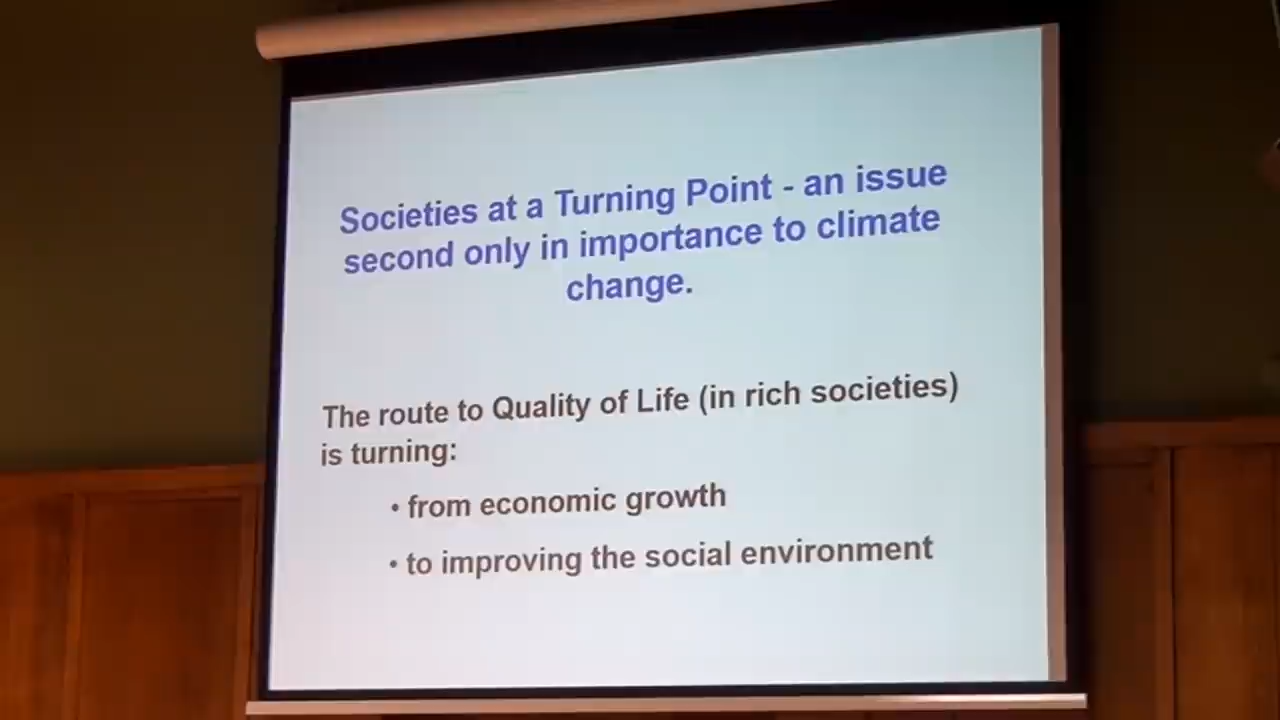 Societies at a Turning Point - an issue
second only in importance to climate
change.
The route to Quality of Life (in rich societies)
is turning:
• from economic growth
• to improving the social environment